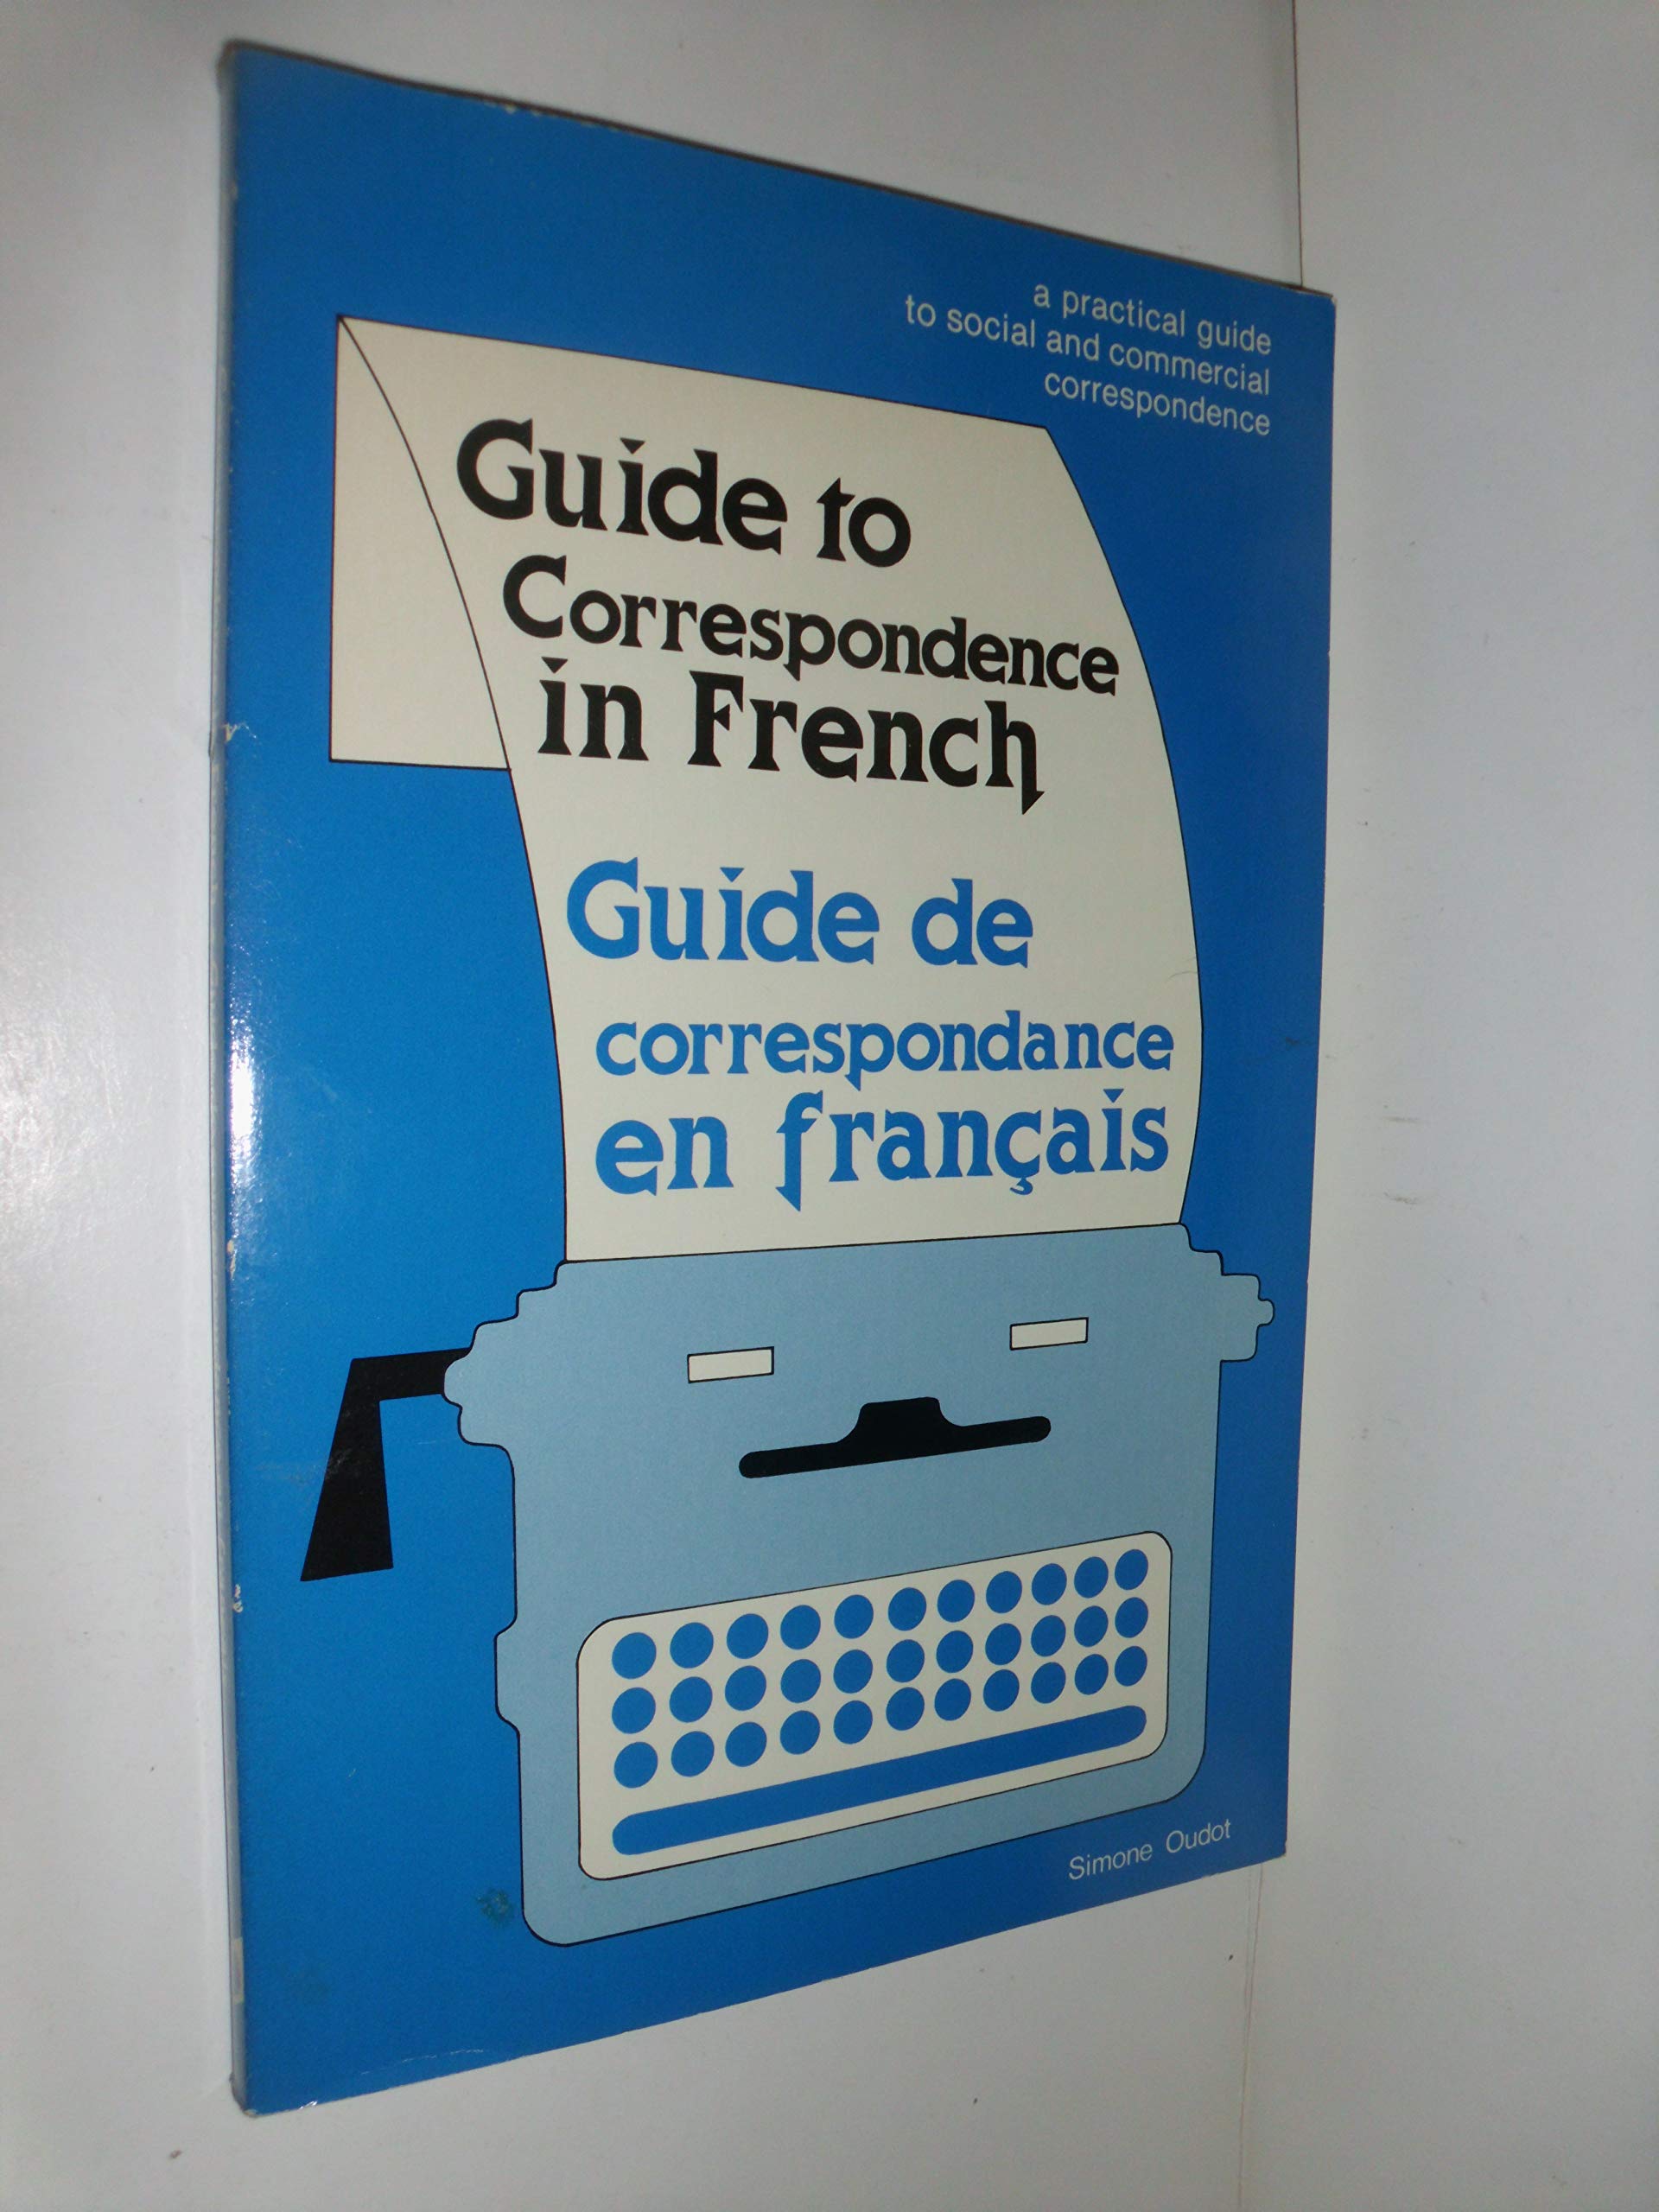 a practical guide
to social and commercial
correspondence
Guide to
Correspondence
in French
Guide de
correspondance
en français
Simone Oudot